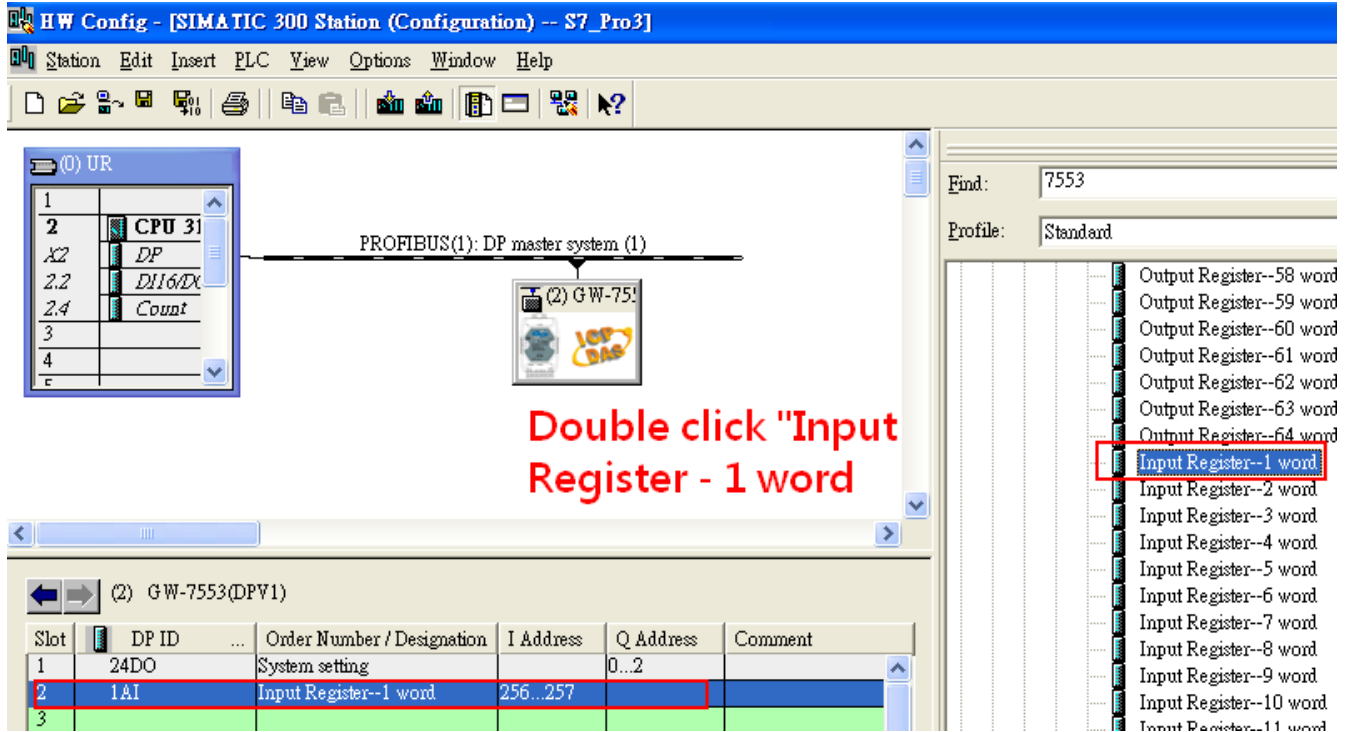 HW Config - [SIMATIC 300 Station (Configuration) -- S7_Pro3]
Station Edit Insert PLC View Options Window Help
(0) UR
1
2 CPU 31
X2 DP
2.2 DI16/DO
2.4 Count
3
4
PROFIBUS(1): DP master system (1)
(2) GW-755
ICP
DAS
Double click "Input
Register - 1 word
(2) GW-7553(DPV1)
Slot DP ID ... Order Number / Designation I Address Q Address Comment
1 24DO System setting 0...2
2 1AI Input Register--1 word 256...257
3
Find: 7553
Profile: Standard
Output Register--58 word
Output Register--59 word
Output Register--60 word
Output Register--61 word
Output Register--62 word
Output Register--63 word
Output Register--64 word
Input Register--1 word
Input Register--2 word
Input Register--3 word
Input Register--4 word
Input Register--5 word
Input Register--6 word
Input Register--7 word
Input Register--8 word
Input Register--9 word
Input Register--10 word
Input Register--11 word